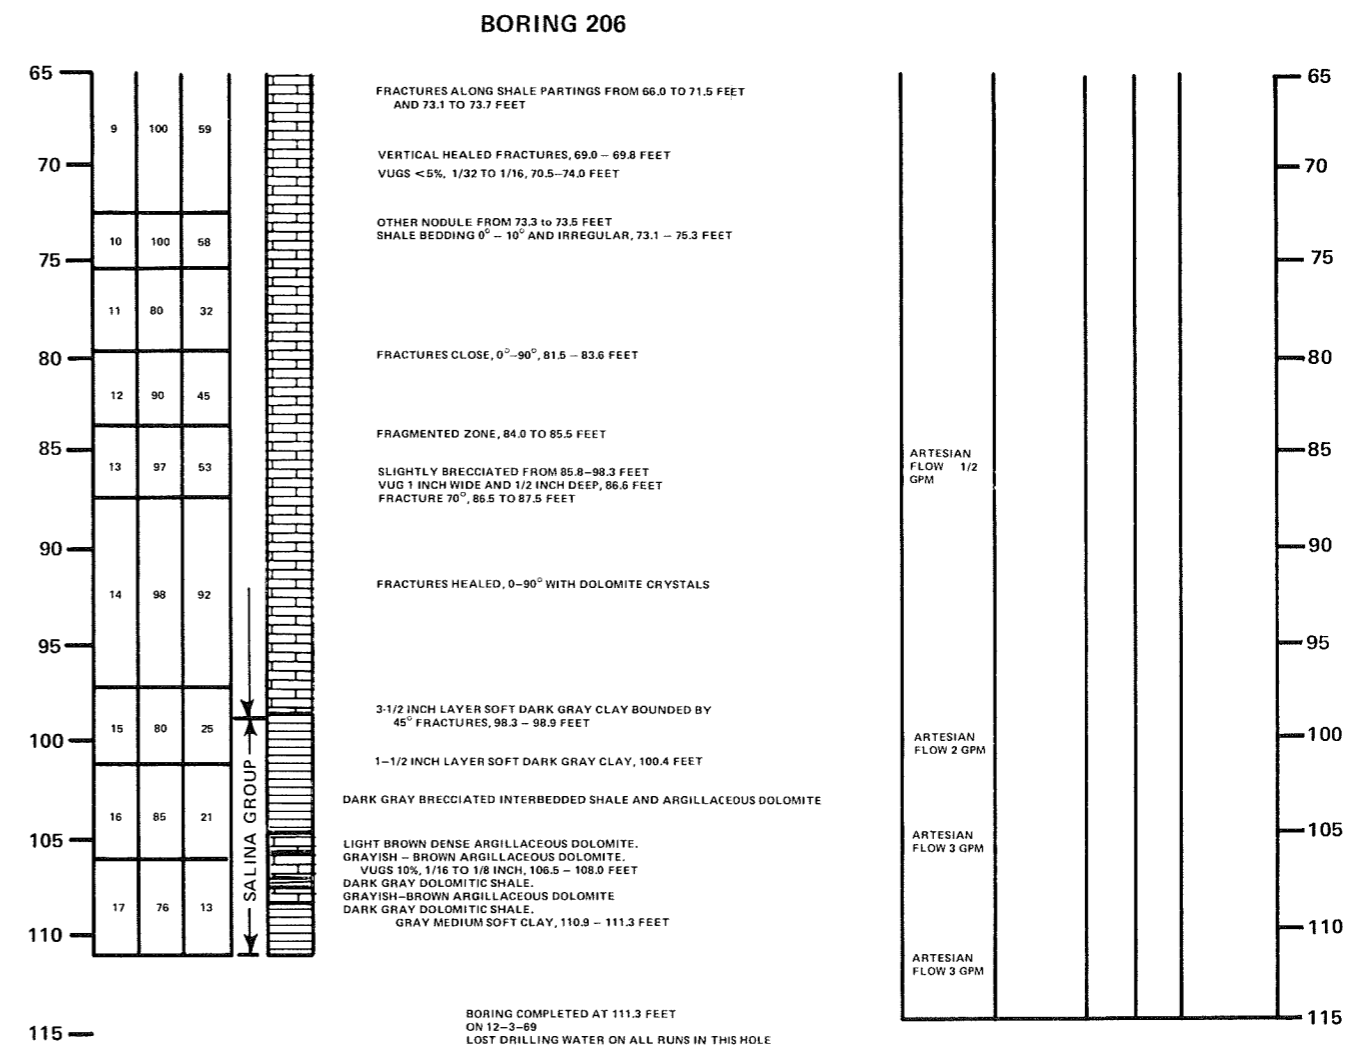 BORING 206
65
70
75
80
85
90
95
100
105
110
115
9 100 59
10 100 58
11 80 32
12 90 45
13 97 53
14 98 92
15 80 25
16 85 21
17 76 13
SALINA GROUP
FRACTURES ALONG SHALE PARTINGS FROM 66.0 TO 71.5 FEET
AND 73.1 TO 73.7 FEET
VERTICAL HEALED FRACTURES, 69.0 – 69.8 FEET
VUGS <5%, 1/32 TO 1/16, 70.5–74.0 FEET
OTHER NODULE FROM 73.3 to 73.5 FEET
SHALE BEDDING 0° – 10° AND IRREGULAR, 73.1 – 75.3 FEET
FRACTURES CLOSE, 0°–90°, 81.5 – 83.6 FEET
FRAGMENTED ZONE, 84.0 TO 85.5 FEET
SLIGHTLY BRECCIATED FROM 85.8–98.3 FEET
VUG 1 INCH WIDE AND 1/2 INCH DEEP, 86.6 FEET
FRACTURE 70°, 86.5 TO 87.5 FEET
FRACTURES HEALED, 0–90° WITH DOLOMITE CRYSTALS
3-1/2 INCH LAYER SOFT DARK GRAY CLAY BOUNDED BY
45° FRACTURES, 98.3 – 98.9 FEET
1–1/2 INCH LAYER SOFT DARK GRAY CLAY, 100.4 FEET
DARK GRAY BRECCIATED INTERBEDDED SHALE AND ARGILLACEOUS DOLOMITE
LIGHT BROWN DENSE ARGILLACEOUS DOLOMITE.
GRAYISH – BROWN ARGILLACEOUS DOLOMITE.
VUGS 10%, 1/16 TO 1/8 INCH, 106.5 – 108.0 FEET
DARK GRAY DOLOMITIC SHALE.
GRAYISH–BROWN ARGILLACEOUS DOLOMITE
DARK GRAY DOLOMITIC SHALE.
GRAY MEDIUM SOFT CLAY, 110.9 – 111.3 FEET
BORING COMPLETED AT 111.3 FEET
ON 12–3–69
LOST DRILLING WATER ON ALL RUNS IN THIS HOLE
ARTESIAN
FLOW 1/2
GPM
ARTESIAN
FLOW 2 GPM
ARTESIAN
FLOW 3 GPM
ARTESIAN
FLOW 3 GPM
65
70
75
80
85
90
95
100
105
110
115